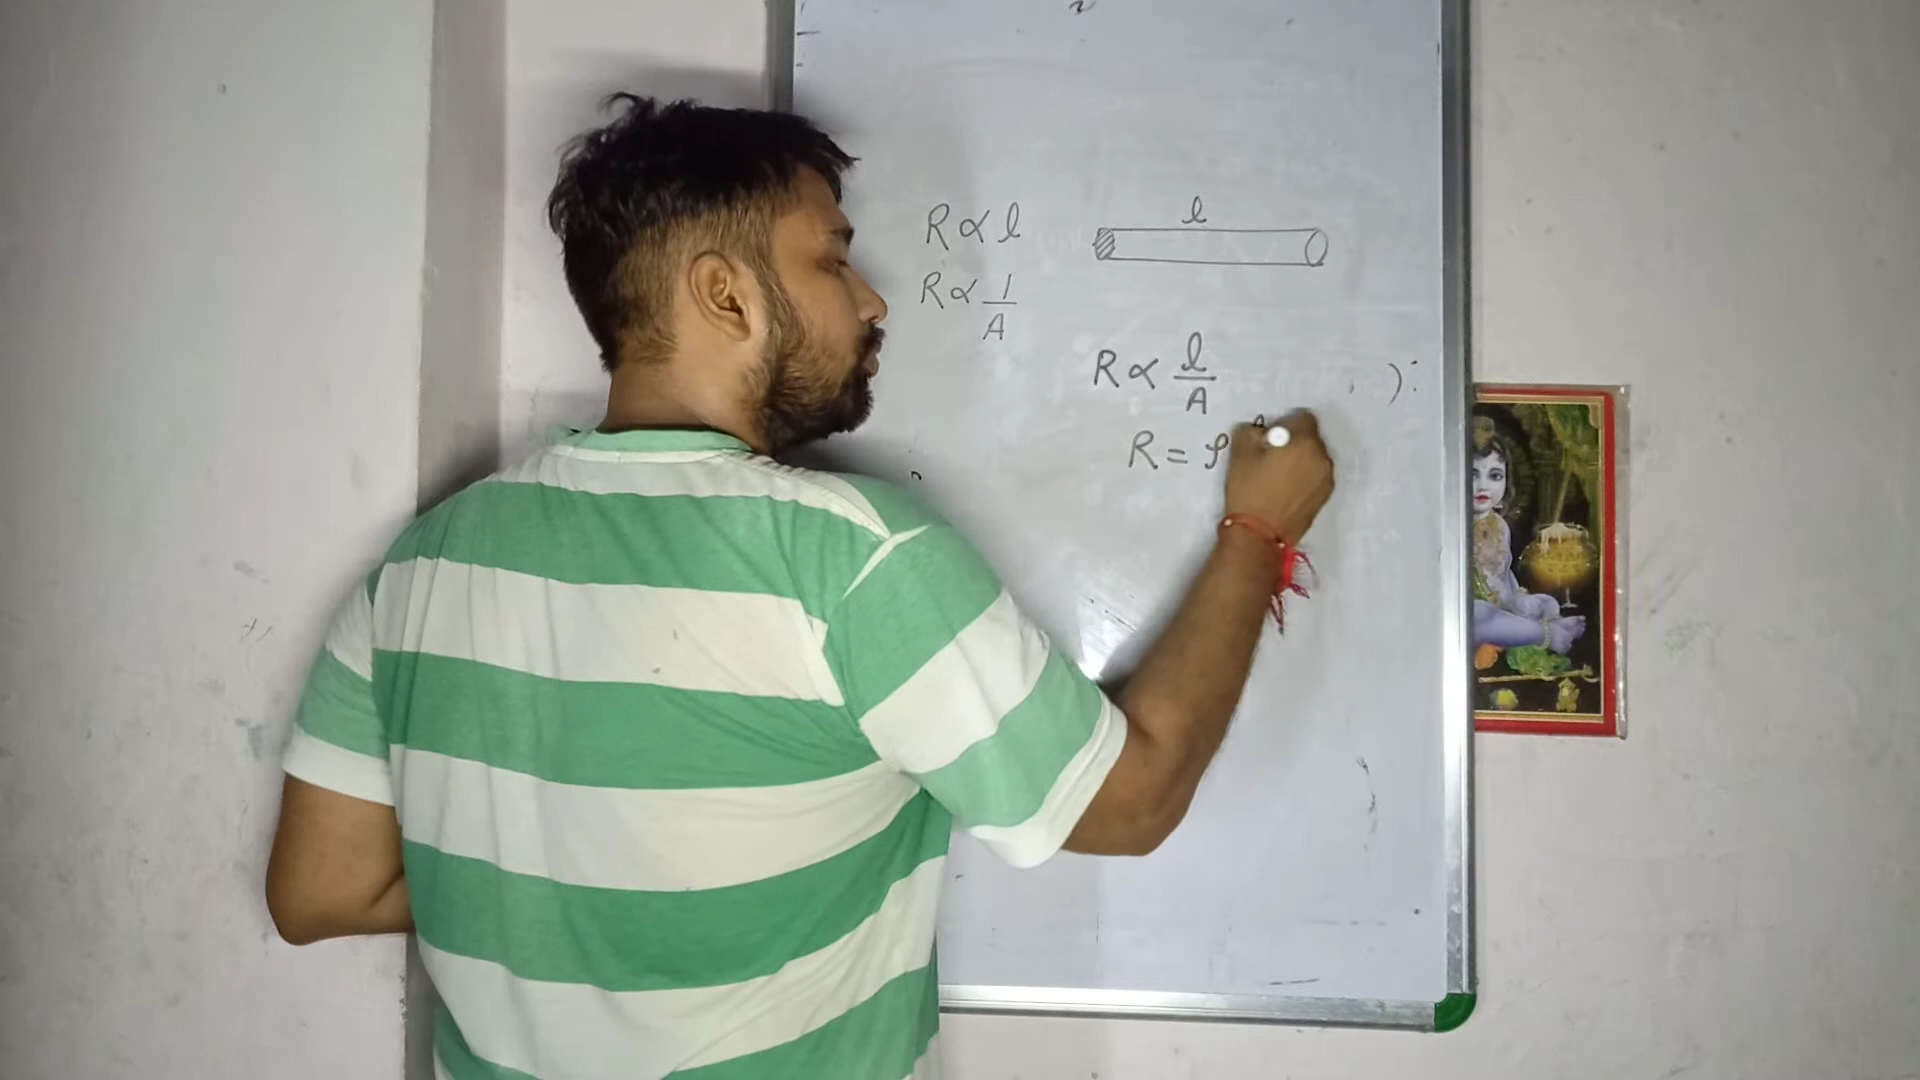 R ∝ l
l
R ∝ 1/A
R ∝ l/A
R = ρ